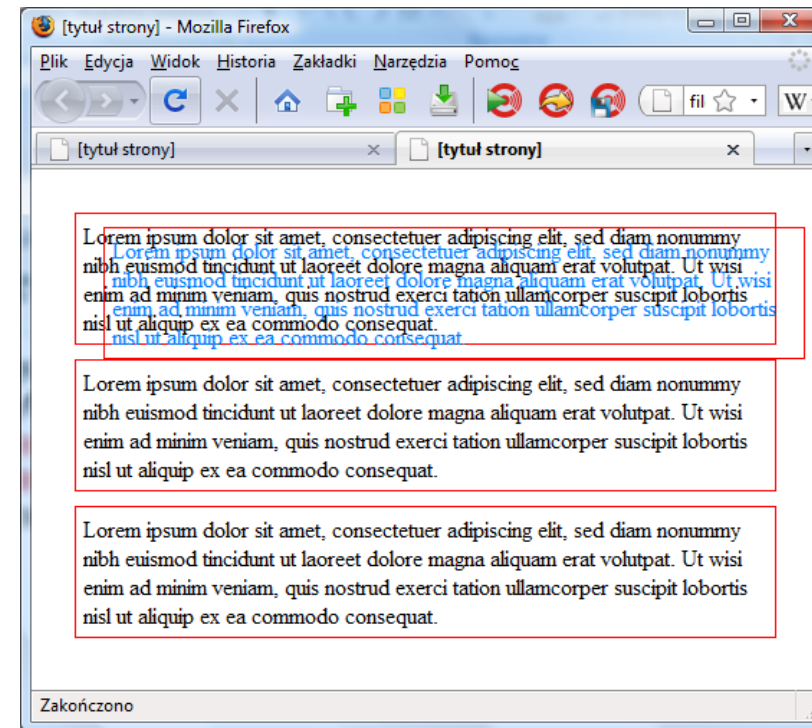 [tytuł strony] - Mozilla Firefox
Plik Edycja Widok Historia Zakładki Narzędzia Pomoc
fil W
[tytuł strony] [tytuł strony]
Lorem ipsum dolor sit amet, consectetuer adipiscing elit, sed diam nonummy
Lorem ipsum dolor sit amet, consectetuer adipiscing elit, sed diam nonummy
nibh euismod tincidunt ut laoreet dolore magna aliquam erat volutpat. Ut wisi
nibh euismod tincidunt ut laoreet dolore magna aliquam erat volutpat. Ut wisi
enim ad minim veniam, quis nostrud exerci tation ullamcorper suscipit lobortis
enim ad minim veniam, quis nostrud exerci tation ullamcorper suscipit lobortis
nisl ut aliquip ex ea commodo consequat.
nisl ut aliquip ex ea commodo consequat.
Lorem ipsum dolor sit amet, consectetuer adipiscing elit, sed diam nonummy
nibh euismod tincidunt ut laoreet dolore magna aliquam erat volutpat. Ut wisi
enim ad minim veniam, quis nostrud exerci tation ullamcorper suscipit lobortis
nisl ut aliquip ex ea commodo consequat.
Lorem ipsum dolor sit amet, consectetuer adipiscing elit, sed diam nonummy
nibh euismod tincidunt ut laoreet dolore magna aliquam erat volutpat. Ut wisi
enim ad minim veniam, quis nostrud exerci tation ullamcorper suscipit lobortis
nisl ut aliquip ex ea commodo consequat.
Zakończono